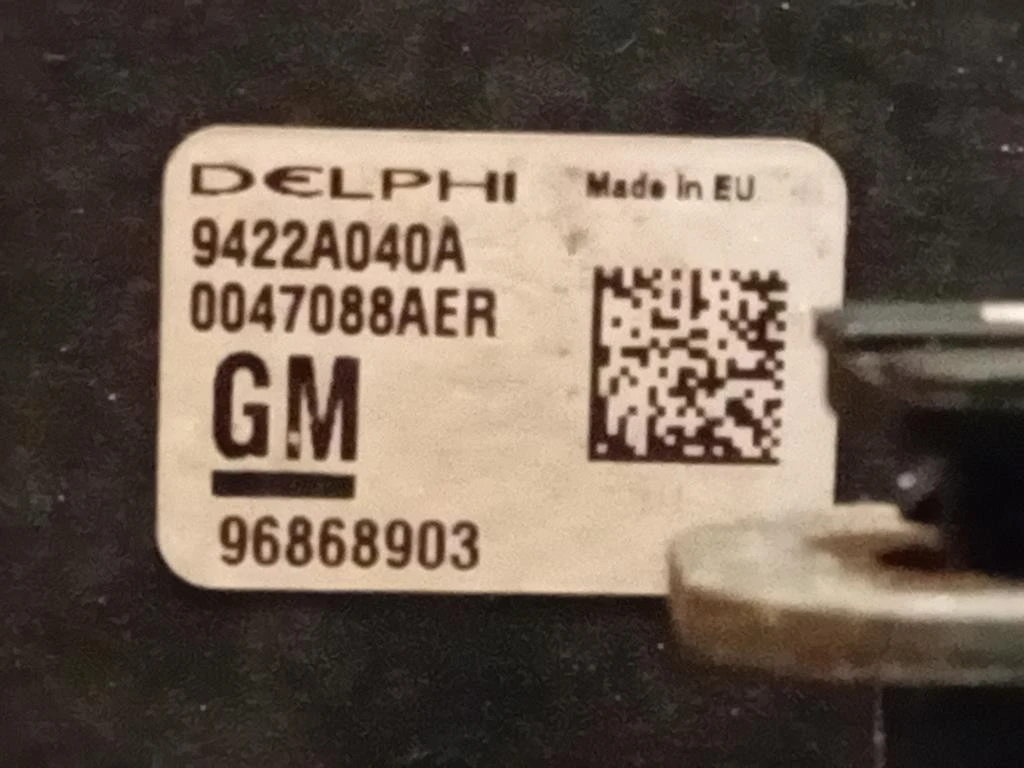 DELPHI Made in EU
9422A040A
0047088AER
GM
96868903